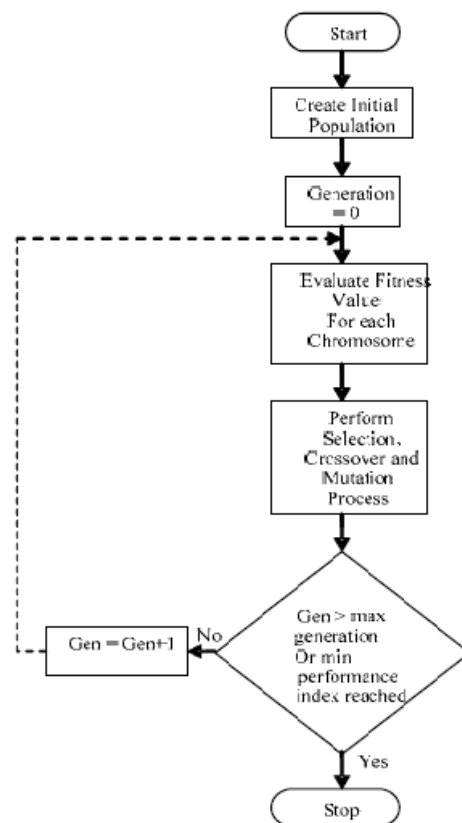 Start
Create Initial
Population
Generation
= 0
Evaluate Fitness
Value
For each
Chromosome
Perform
Selection,
Crossover and
Mutation
Process
Gen > max
generation
Or min
performance
index reached
No
Gen = Gen+1
Yes
Stop